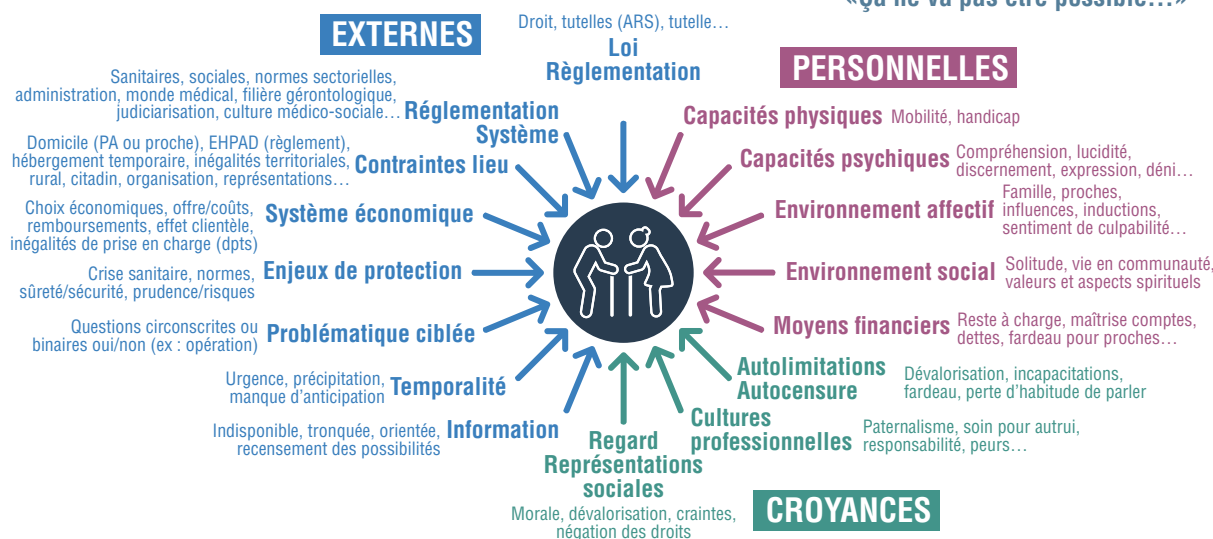 «Ça ne va pas être possible…»
EXTERNES
Droit, tutelles (ARS), tutelle…
Loi
Règlementation
PERSONNELLES
Sanitaires, sociales, normes sectorielles,
administration, monde médical, filière gérontologique,
judiciarisation, culture médico-sociale…
Réglementation
Système
Domicile (PA ou proche), EHPAD (règlement),
hébergement temporaire, inégalités territoriales,
rural, citadin, organisation, représentations…
Contraintes lieu
Choix économiques, offre/coûts,
remboursements, effet clientèle,
inégalités de prise en charge (dpts)
Système économique
Crise sanitaire, normes,
sûreté/sécurité, prudence/risques
Enjeux de protection
Questions circonscrites ou
binaires oui/non (ex : opération)
Problématique ciblée
Urgence, précipitation,
manque d’anticipation
Temporalité
Indisponible, tronquée, orientée,
recensement des possibilités
Information
Capacités physiques
Mobilité, handicap
Capacités psychiques
Compréhension, lucidité,
discernement, expression, déni…
Environnement affectif
Famille, proches,
influences, inductions,
sentiment de culpabilité…
Environnement social
Solitude, vie en communauté,
valeurs et aspects spirituels
Moyens financiers
Reste à charge, maîtrise comptes,
dettes, fardeau pour proches…
Autolimitations
Autocensure
Dévalorisation, incapacitations,
fardeau, perte d’habitude de parler
Cultures
professionnelles
Paternalisme, soin pour autrui,
responsabilité, peurs…
Regard
Représentations
sociales
Morale, dévalorisation, craintes,
négation des droits
CROYANCES